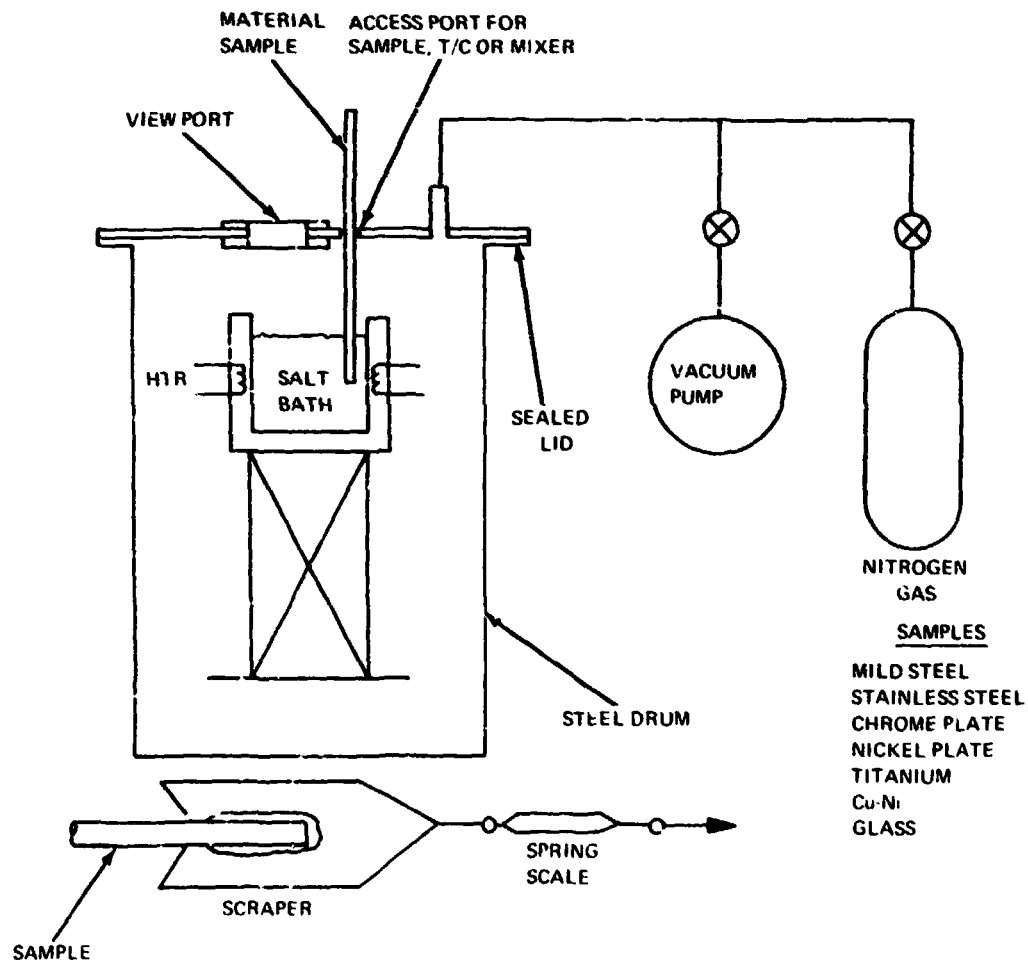 MATERIAL
SAMPLE
ACCESS PORT FOR
SAMPLE, T/C OR MIXER
VIEW PORT
HTR
SALT
BATH
SEALED
LID
VACUUM
PUMP
NITROGEN
GAS
STEEL DRUM
SAMPLES
MILD STEEL
STAINLESS STEEL
CHROME PLATE
NICKEL PLATE
TITANIUM
Cu-Ni
GLASS
SPRING
SCALE
SCRAPER
SAMPLE